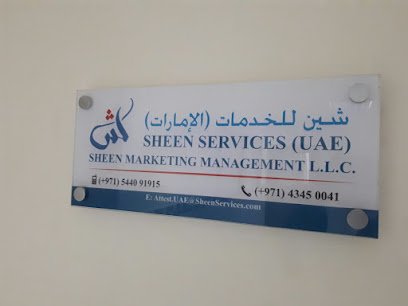 شين للخدمات (الإمارات)
SHEEN SERVICES (UAE)
SHEEN MARKETING MANAGEMENT L.L.C.
(+971) 5440 91915
(+971) 4345 0041
E: Attest.UAE@SheenServices.com